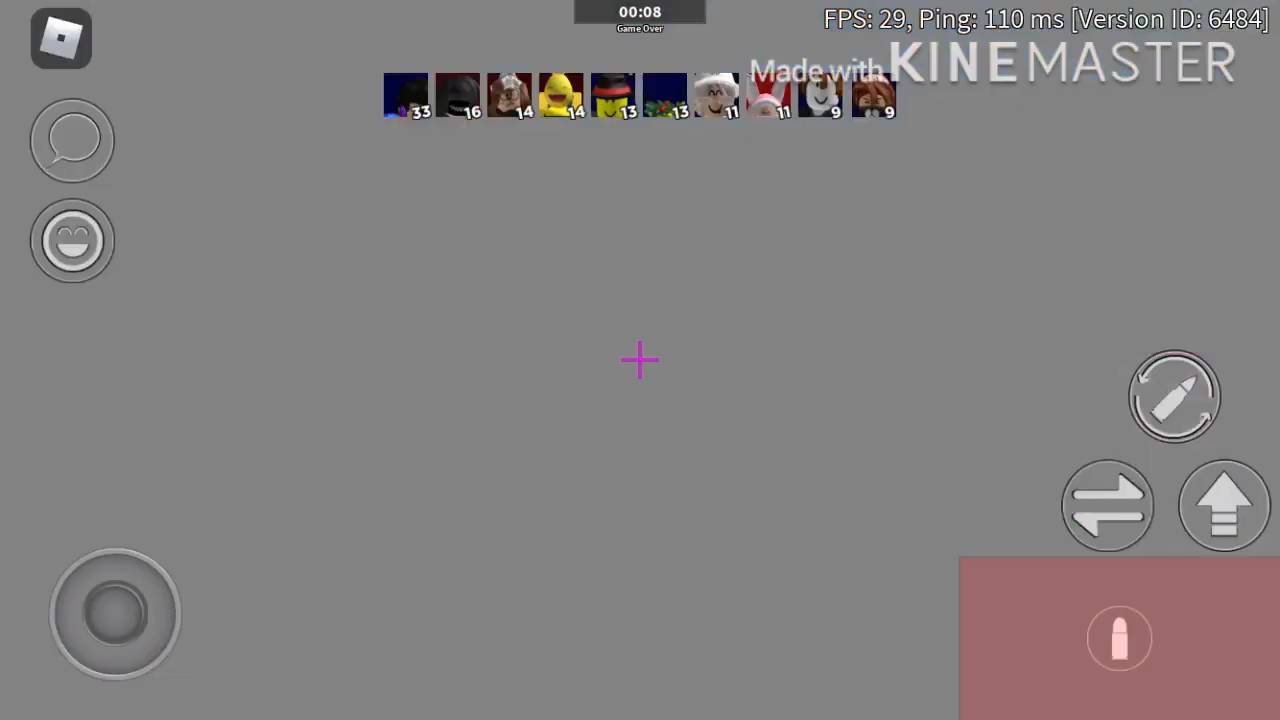 00:08
Game Over
FPS: 29, Ping: 110 ms [Version ID: 6484]
Made with KINEMASTER
33 16 14 14 13 13 11 11 9 9